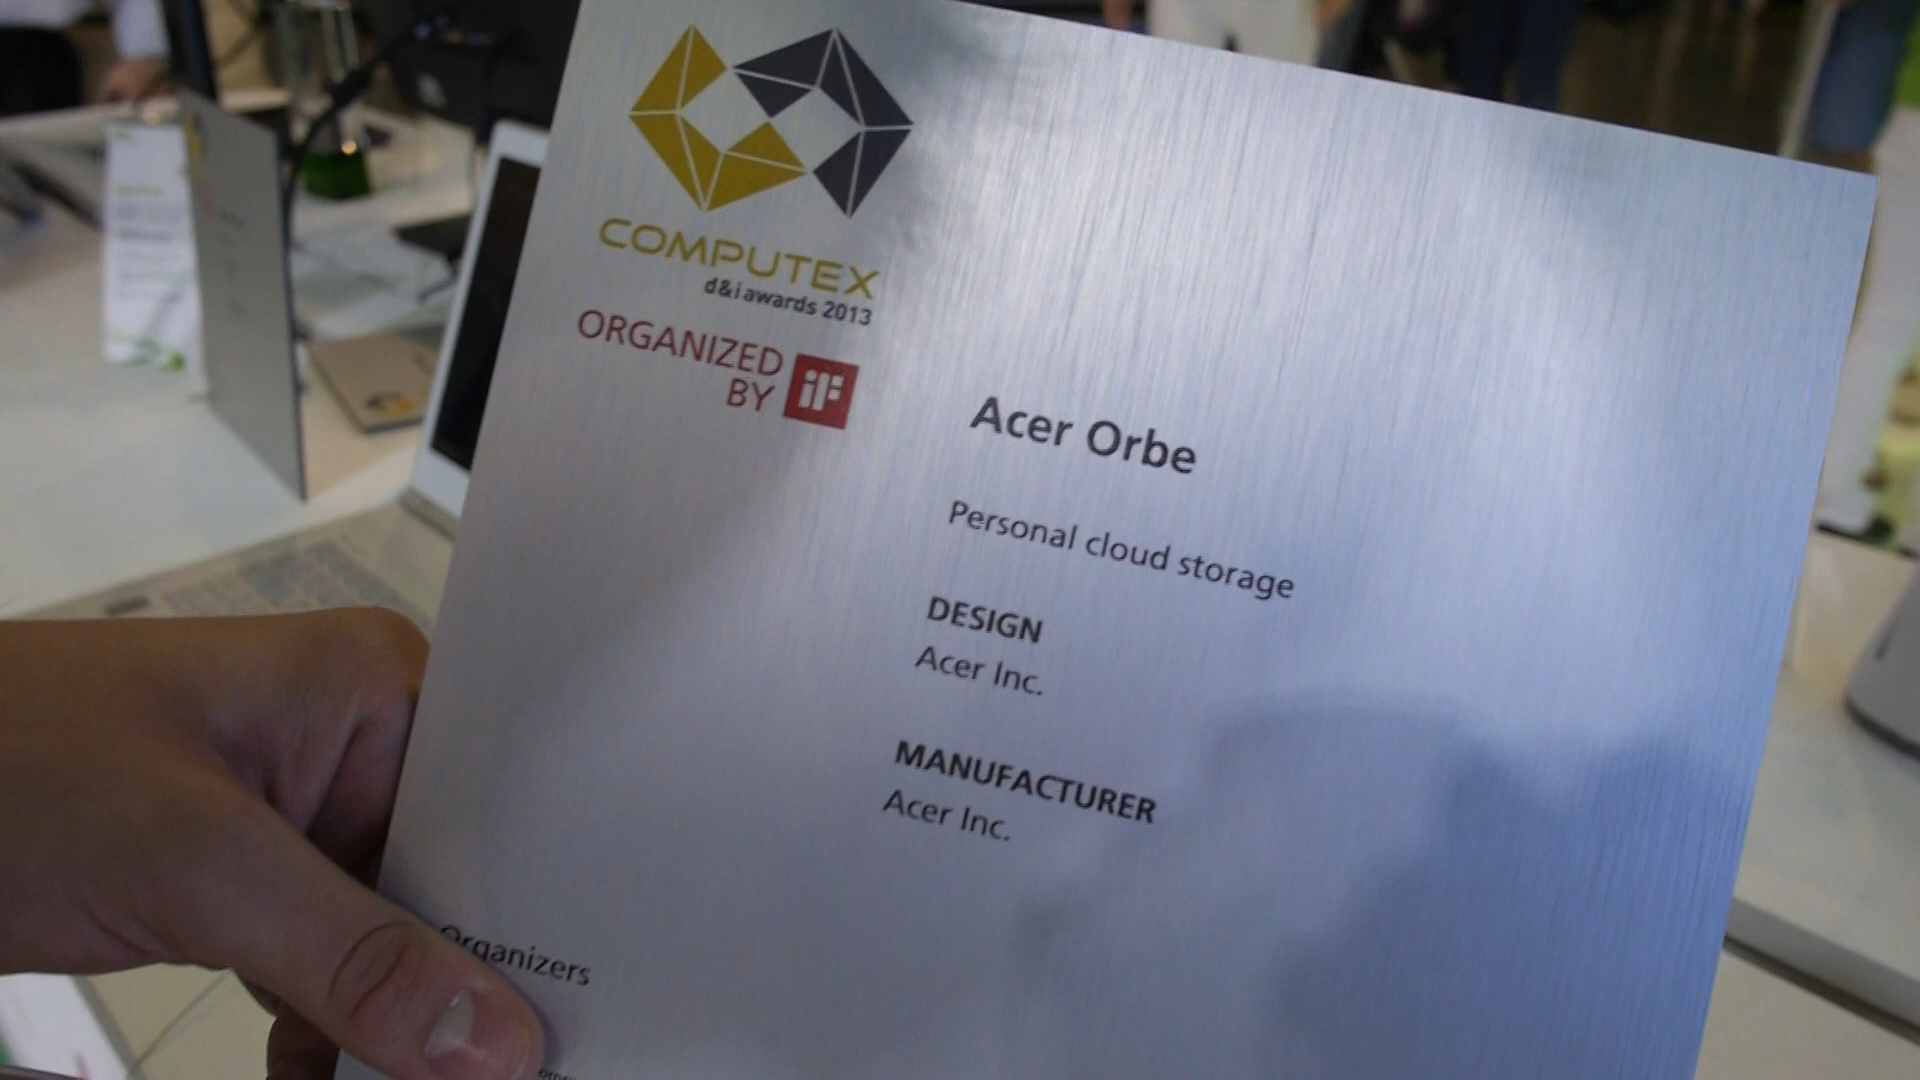 COMPUTEX
d&i awards 2013
ORGANIZED
BY iF
Acer Orbe
Personal cloud storage
DESIGN
Acer Inc.
MANUFACTURER
Acer Inc.
Organizers